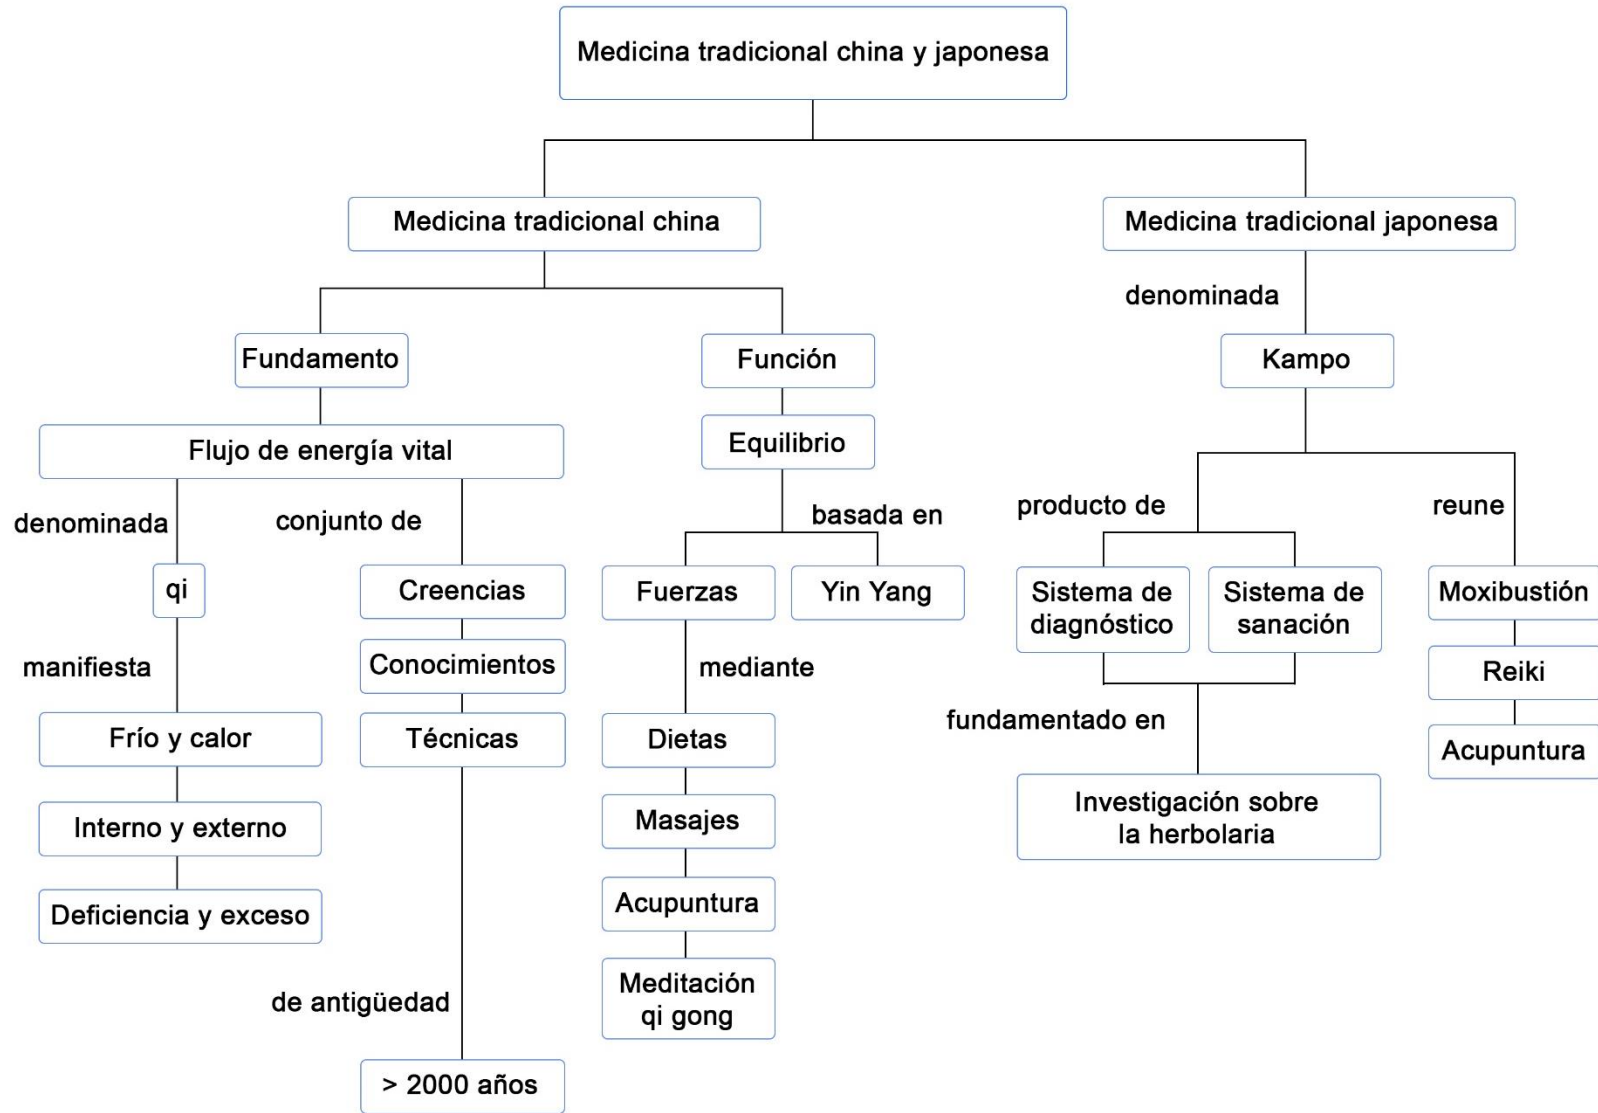 Medicina tradicional china y japonesa
Medicina tradicional china
Medicina tradicional japonesa
denominada
Fundamento
Función
Kampo
Flujo de energía vital
Equilibrio
denominada
conjunto de
basada en
producto de
reune
qi
Creencias
Fuerzas
Yin Yang
Sistema de
diagnóstico
Sistema de
sanación
Moxibustión
manifiesta
Conocimientos
mediante
Reiki
Frío y calor
Técnicas
Dietas
fundamentado en
Acupuntura
Interno y externo
Masajes
Investigación sobre
la herbolaria
Deficiencia y exceso
Acupuntura
de antigüedad
Meditación
qi gong
> 2000 años